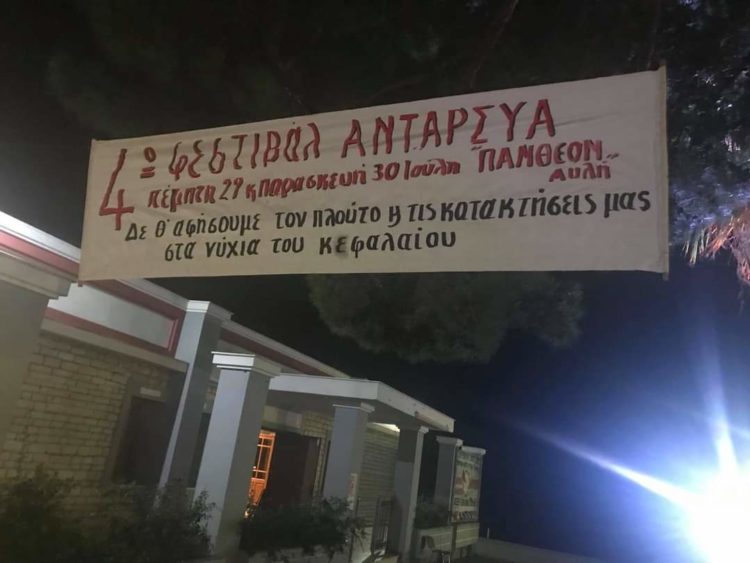 4ο φεστιβάλ ΑΝΤΑΡΣΥΑ
πέμπτη 29 κ παρασκευή 30 Ιούλη "ΠΑΝΘΕΟΝ"
Αυλή
Δε θ' αφήσουμε τον πλούτο ή τις κατακτήσεις μας
στα νύχια του κεφαλαίου